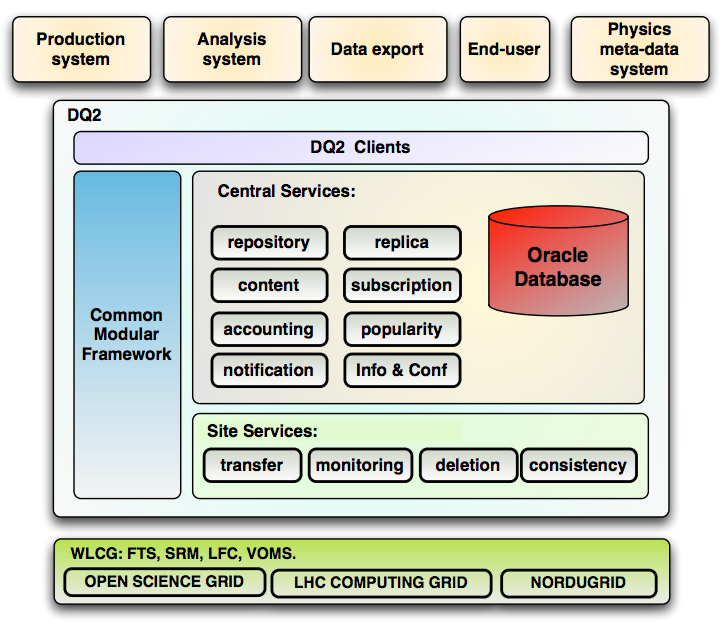 Production
system
Analysis
system
Data export
End-user
Physics
meta-data
system
DQ2
DQ2 Clients
Common
Modular
Framework
Central Services:
repository
replica
content
subscription
accounting
popularity
notification
Info & Conf
Oracle
Database
Site Services:
transfer
monitoring
deletion
consistency
WLCG: FTS, SRM, LFC, VOMS.
OPEN SCIENCE GRID
LHC COMPUTING GRID
NORDUGRID